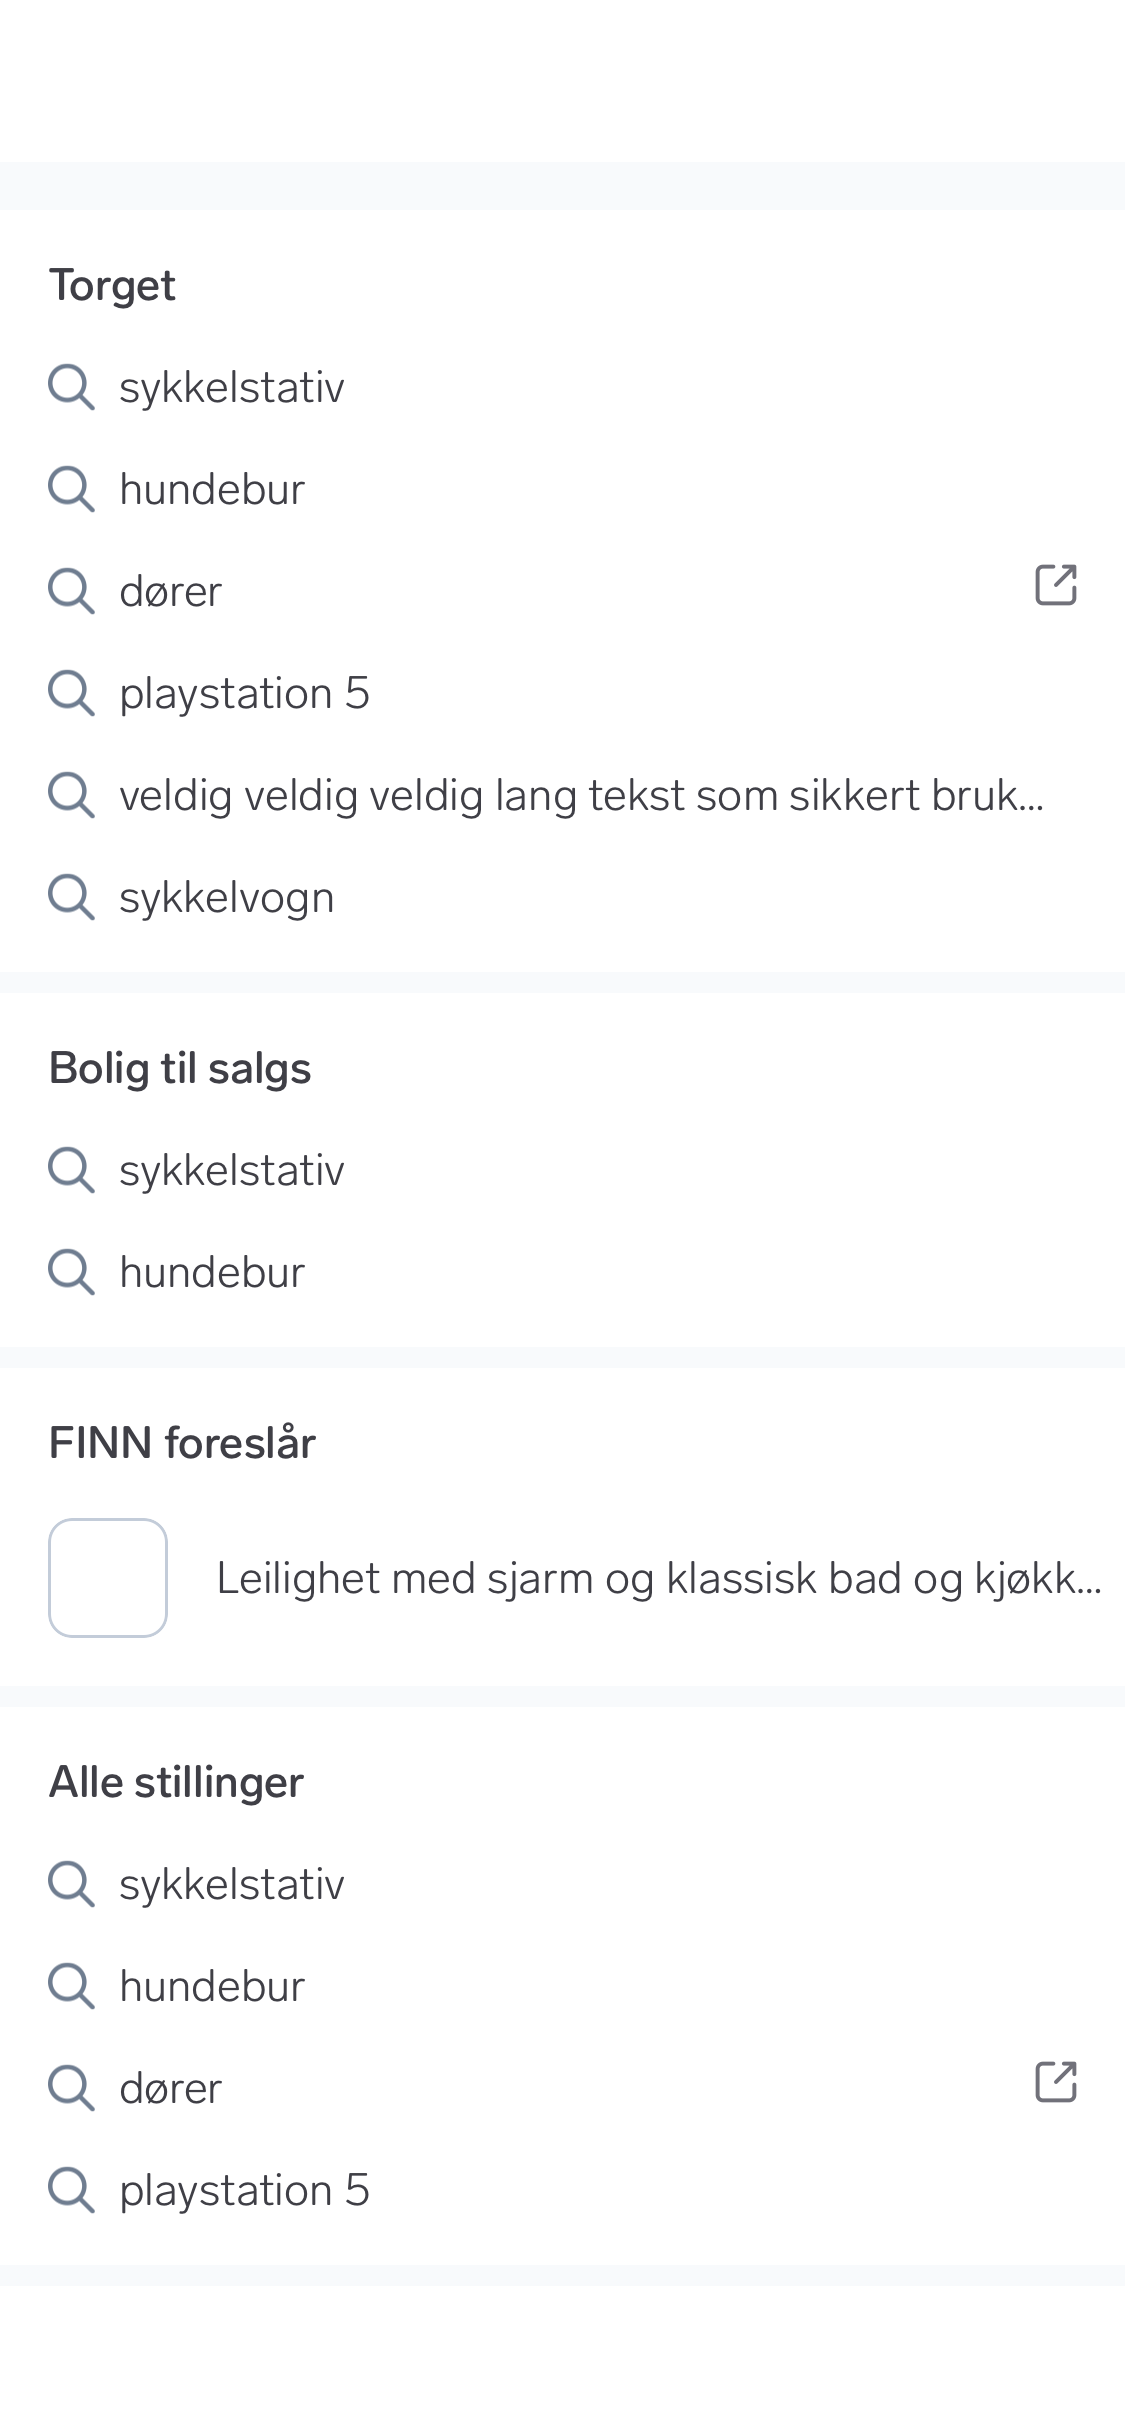 Torget
sykkelstativ
hundebur
dører
playstation 5
veldig veldig veldig lang tekst som sikkert bruk...
sykkelvogn
Bolig til salgs
sykkelstativ
hundebur
FINN foreslår
Leilighet med sjarm og klassisk bad og kjøkk...
Alle stillinger
sykkelstativ
hundebur
dører
playstation 5